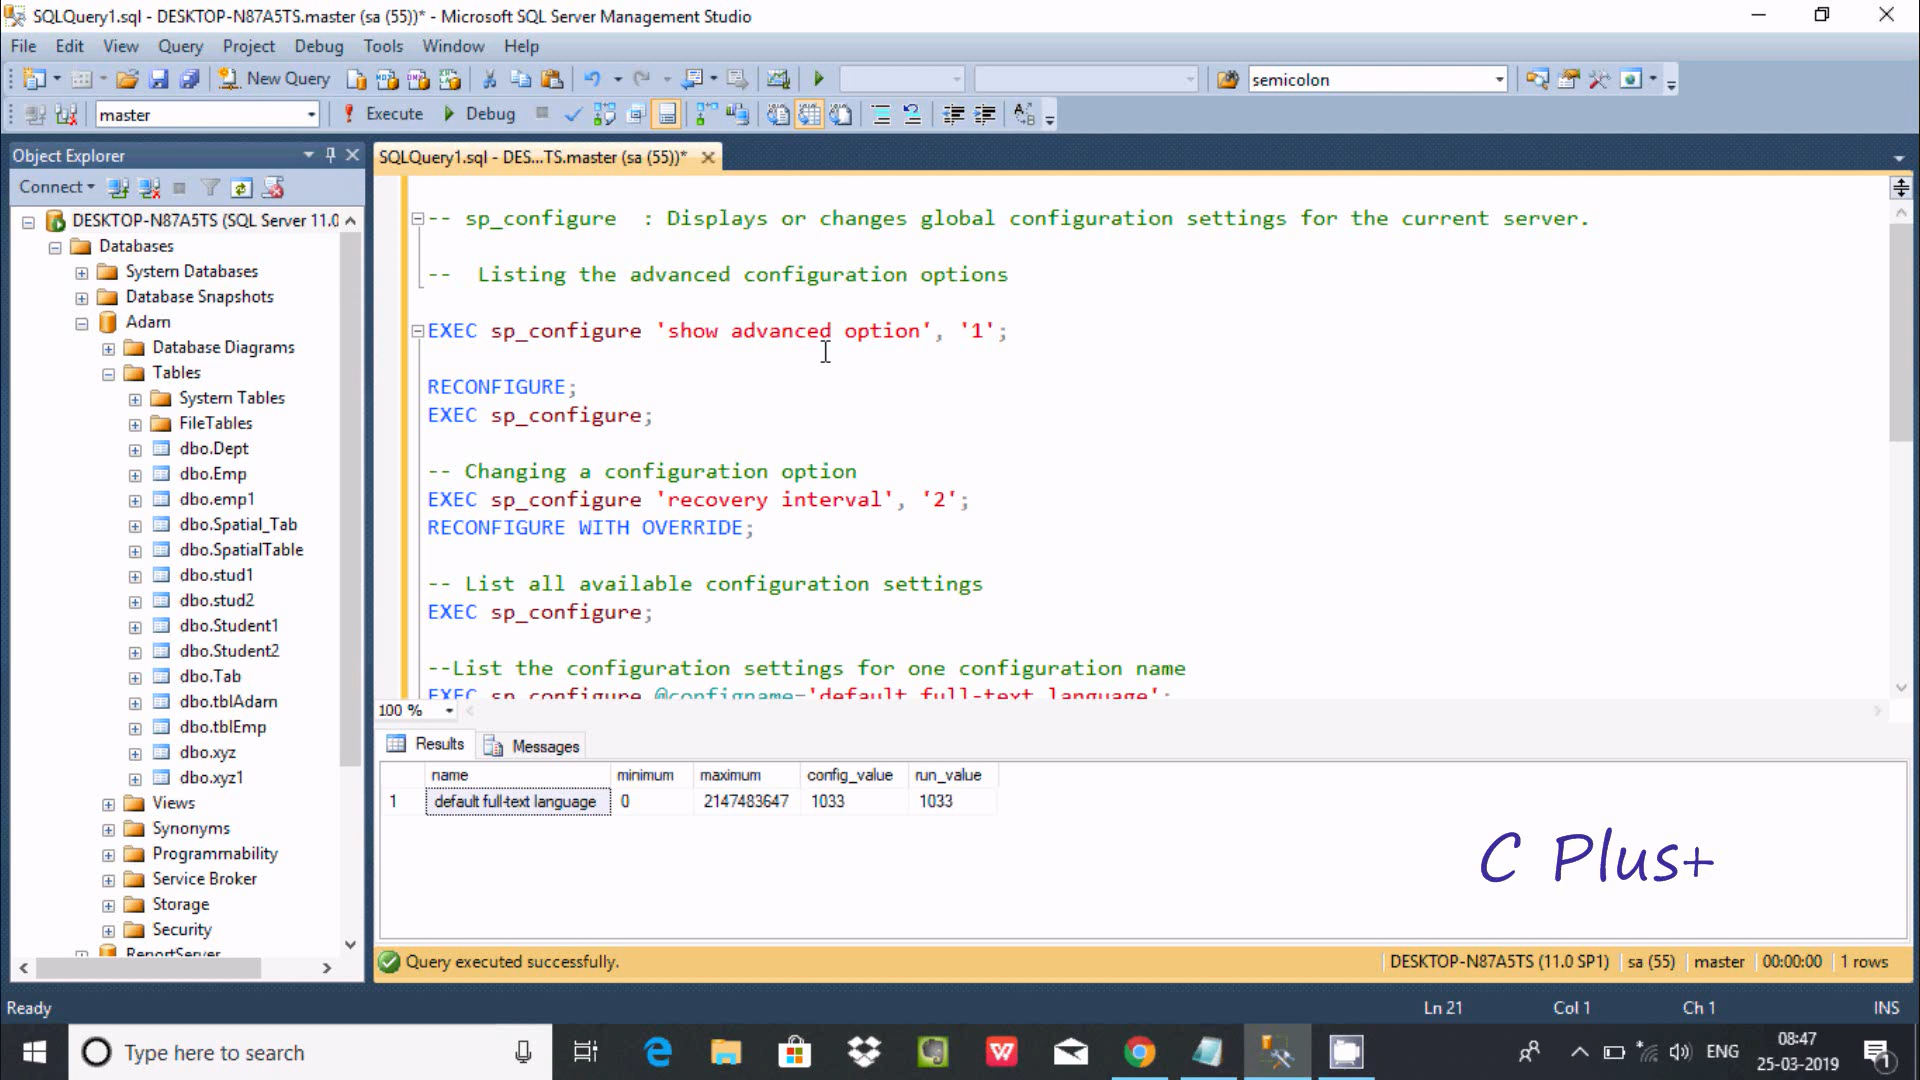 SQLQuery1.sql - DESKTOP-N87A5TS.master (sa (55))* - Microsoft SQL Server Management Studio
File Edit View Query Project Debug Tools Window Help
New Query semicolon
master Execute Debug
Object Explorer
Connect
DESKTOP-N87A5TS (SQL Server 11.0
Databases
System Databases
Database Snapshots
Adam
Database Diagrams
Tables
System Tables
FileTables
dbo.Dept
dbo.Emp
dbo.emp1
dbo.Spatial_Tab
dbo.SpatialTable
dbo.stud1
dbo.stud2
dbo.Student1
dbo.Student2
dbo.Tab
dbo.tblAdam
dbo.tblEmp
dbo.xyz
dbo.xyz1
Views
Synonyms
Programmability
Service Broker
Storage
Security
ReportServer
SQLQuery1.sql - DES...TS.master (sa (55))*
-- sp_configure : Displays or changes global configuration settings for the current server.
-- Listing the advanced configuration options
EXEC sp_configure 'show advanced option', '1';
RECONFIGURE;
EXEC sp_configure;
-- Changing a configuration option
EXEC sp_configure 'recovery interval', '2';
RECONFIGURE WITH OVERRIDE;
-- List all available configuration settings
EXEC sp_configure;
--List the configuration settings for one configuration name
EXEC sp_configure @configname='default full-text language';
100 %
Results Messages
name minimum maximum config_value run_value
1 default full-text language 0 2147483647 1033 1033
C Plus+
Query executed successfully. DESKTOP-N87A5TS (11.0 SP1) sa (55) master 00:00:00 1 rows
Ready Ln 21 Col 1 Ch 1 INS
Type here to search
ENG
08:47
25-03-2019
1